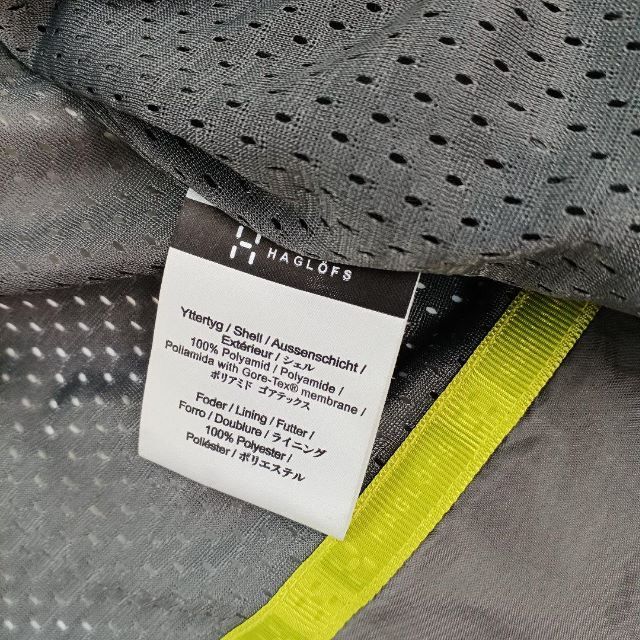 HAGLÖFS
Yttertyg / Shell / Aussenschicht /
Extérieur / シェル
100% Polyamid / Polyamide /
Poliamida with Gore-Tex® membrane /
ポリアミド ゴアテックス
Foder / Lining / Futter /
Forro / Doublure / ライニング
100% Polyester /
Poliéster / ポリエステル